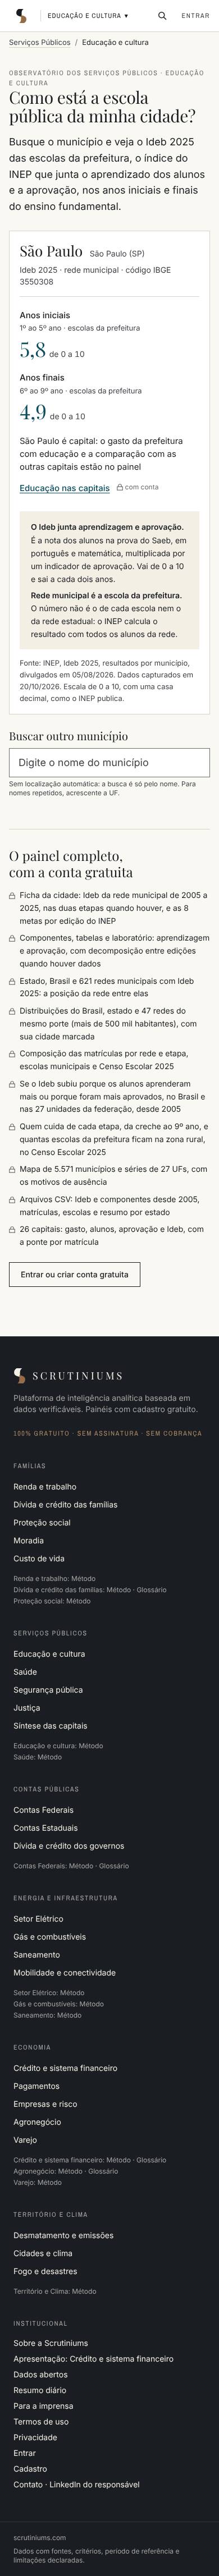 EDUCAÇÃO E CULTURA ▾
ENTRAR
Serviços Públicos / Educação e cultura
OBSERVATÓRIO DOS SERVIÇOS PÚBLICOS · EDUCAÇÃO
E CULTURA
Como está a escola
pública da minha cidade?
Busque o município e veja o Ideb 2025
das escolas da prefeitura, o índice do
INEP que junta o aprendizado dos alunos
e a aprovação, nos anos iniciais e finais
do ensino fundamental.
São Paulo São Paulo (SP)
Ideb 2025 · rede municipal · código IBGE
3550308
Anos iniciais
1º ao 5º ano · escolas da prefeitura
5,8 de 0 a 10
Anos finais
6º ao 9º ano · escolas da prefeitura
4,9 de 0 a 10
São Paulo é capital: o gasto da prefeitura
com educação e a comparação com as
outras capitais estão no painel
Educação nas capitais com conta
O Ideb junta aprendizagem e aprovação.
É a nota dos alunos na prova do Saeb, em
português e matemática, multiplicada por
um indicador de aprovação. Vai de 0 a 10
e sai a cada dois anos.
Rede municipal é a escola da prefeitura.
O número não é o de cada escola nem o
da rede estadual: o INEP calcula o
resultado com todos os alunos da rede.
Fonte: INEP, Ideb 2025, resultados por município,
divulgados em 05/08/2026. Dados capturados em
20/10/2026. Escala de 0 a 10, com uma casa
decimal, como o INEP publica.
Buscar outro município
Digite o nome do município
Sem localização automática: a busca é só pelo nome. Para
nomes repetidos, acrescente a UF.
O painel completo,
com a conta gratuita
Ficha da cidade: Ideb da rede municipal de 2005 a
2025, nas duas etapas quando houver, e as 8
metas por edição do INEP
Componentes, tabelas e laboratório: aprendizagem
e aprovação, com decomposição entre edições
quando houver dados
Estado, Brasil e 621 redes municipais com Ideb
2025: a posição da rede entre elas
Distribuições do Brasil, estado e 47 redes do
mesmo porte (mais de 500 mil habitantes), com
sua cidade marcada
Composição das matrículas por rede e etapa,
escolas municipais e Censo Escolar 2025
Se o Ideb subiu porque os alunos aprenderam
mais ou porque foram mais aprovados, no Brasil e
nas 27 unidades da federação, desde 2005
Quem cuida de cada etapa, da creche ao 9º ano, e
quantas escolas da prefeitura ficam na zona rural,
no Censo Escolar 2025
Mapa de 5.571 municípios e séries de 27 UFs, com
os motivos de ausência
Arquivos CSV: Ideb e componentes desde 2005,
matrículas, escolas e resumo por estado
26 capitais: gasto, alunos, aprovação e Ideb, com
a ponte por matrícula
Entrar ou criar conta gratuita
SCRUTINIUMS
Plataforma de inteligência analítica baseada em
dados verificáveis. Painéis com cadastro gratuito.
100% GRATUITO · SEM ASSINATURA · SEM COBRANÇA
FAMÍLIAS
Renda e trabalho
Dívida e crédito das famílias
Proteção social
Moradia
Custo de vida
Renda e trabalho: Método
Dívida e crédito das famílias: Método · Glossário
Proteção social: Método
SERVIÇOS PÚBLICOS
Educação e cultura
Saúde
Segurança pública
Justiça
Síntese das capitais
Educação e cultura: Método
Saúde: Método
CONTAS PÚBLICAS
Contas Federais
Contas Estaduais
Dívida e crédito dos governos
Contas Federais: Método · Glossário
ENERGIA E INFRAESTRUTURA
Setor Elétrico
Gás e combustíveis
Saneamento
Mobilidade e conectividade
Setor Elétrico: Método
Gás e combustíveis: Método
Saneamento: Método
ECONOMIA
Crédito e sistema financeiro
Pagamentos
Empresas e risco
Agronegócio
Varejo
Crédito e sistema financeiro: Método · Glossário
Agronegócio: Método · Glossário
Varejo: Método
TERRITÓRIO E CLIMA
Desmatamento e emissões
Cidades e clima
Fogo e desastres
Território e Clima: Método
INSTITUCIONAL
Sobre a Scrutiniums
Apresentação: Crédito e sistema financeiro
Dados abertos
Resumo diário
Para a imprensa
Termos de uso
Privacidade
Entrar
Cadastro
Contato · LinkedIn do responsável
scrutiniums.com
Dados com fontes, critérios, período de referência e
limitações declaradas.